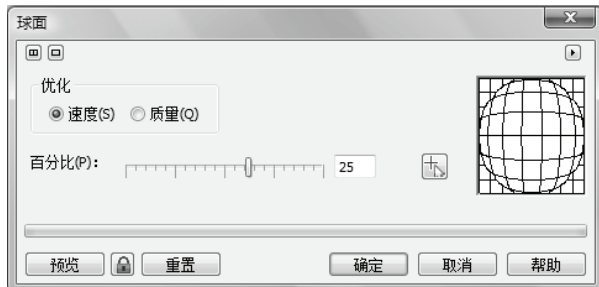 球面
优化
速度(S) 质量(Q)
百分比(P): 25
预览 重置 确定 取消 帮助